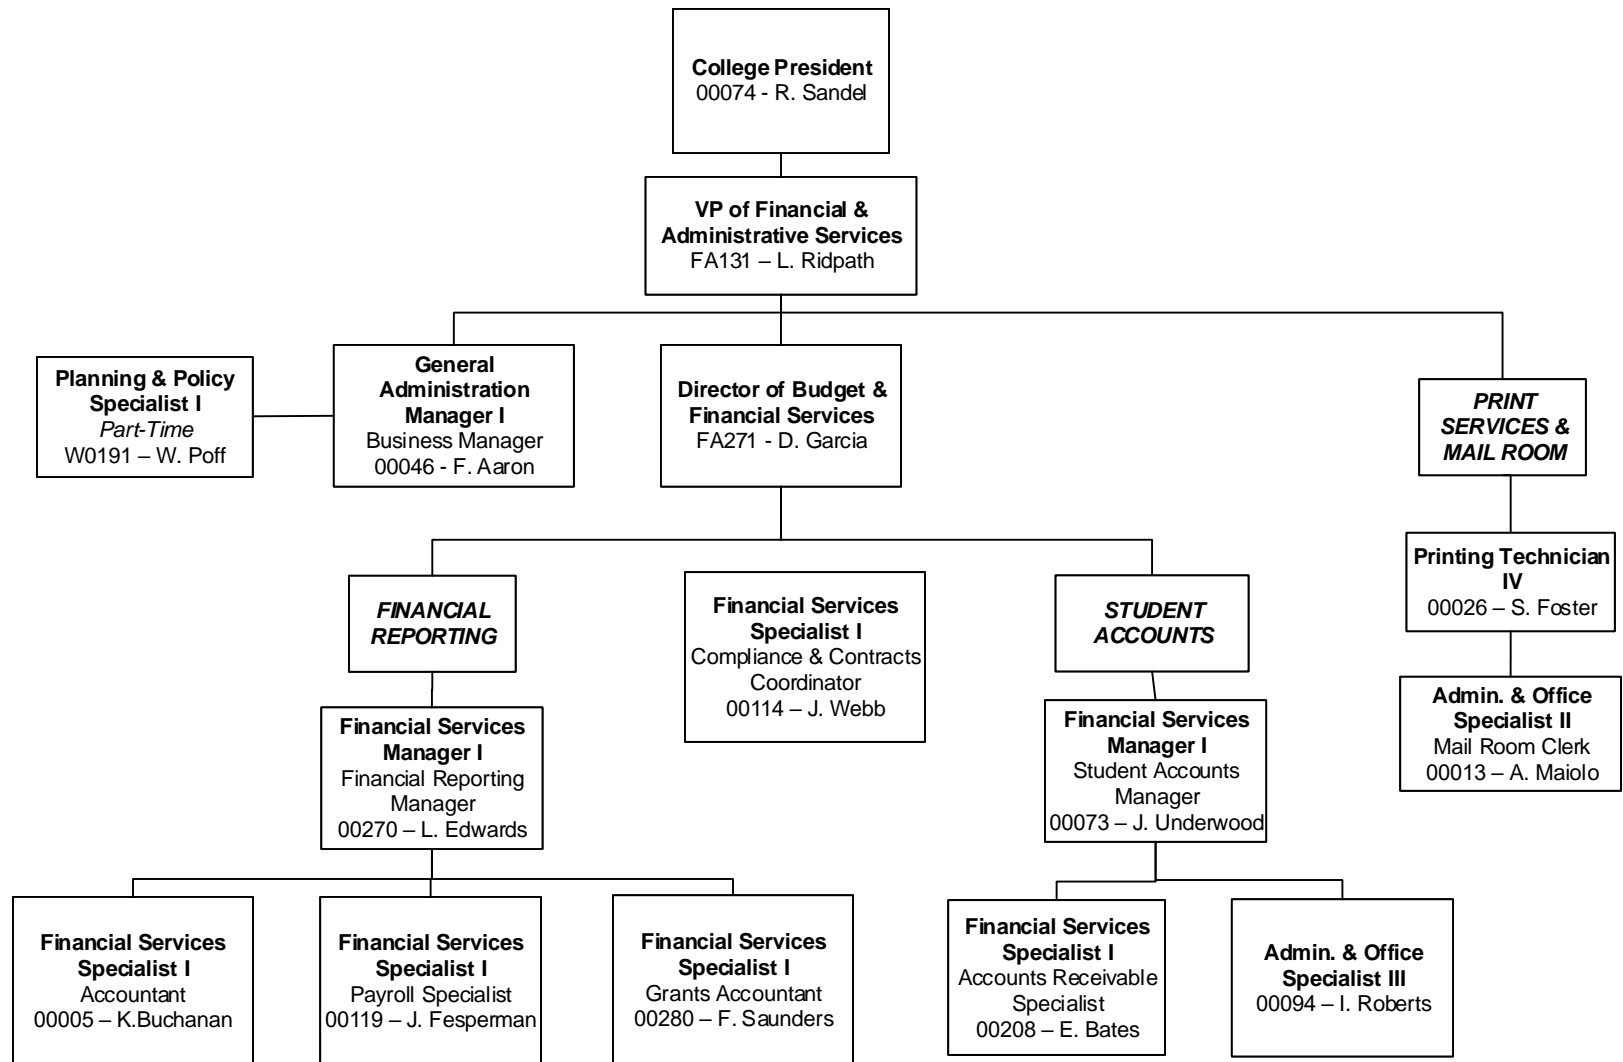 College President
00074 - R. Sandel
VP of Financial &
Administrative Services
FA131 – L. Ridpath
Planning & Policy
Specialist I
Part-Time
W0191 – W. Poff
General
Administration
Manager I
Business Manager
00046 - F. Aaron
Director of Budget &
Financial Services
FA271 - D. Garcia
PRINT
SERVICES &
MAIL ROOM
Printing Technician
IV
00026 – S. Foster
Admin. & Office
Specialist II
Mail Room Clerk
00013 – A. Maiolo
FINANCIAL
REPORTING
Financial Services
Specialist I
Compliance & Contracts
Coordinator
00114 – J. Webb
STUDENT
ACCOUNTS
Financial Services
Manager I
Financial Reporting
Manager
00270 – L. Edwards
Financial Services
Manager I
Student Accounts
Manager
00073 – J. Underwood
Financial Services
Specialist I
Accountant
00005 – K.Buchanan
Financial Services
Specialist I
Payroll Specialist
00119 – J. Fesperman
Financial Services
Specialist I
Grants Accountant
00280 – F. Saunders
Financial Services
Specialist I
Accounts Receivable
Specialist
00208 – E. Bates
Admin. & Office
Specialist III
00094 – I. Roberts